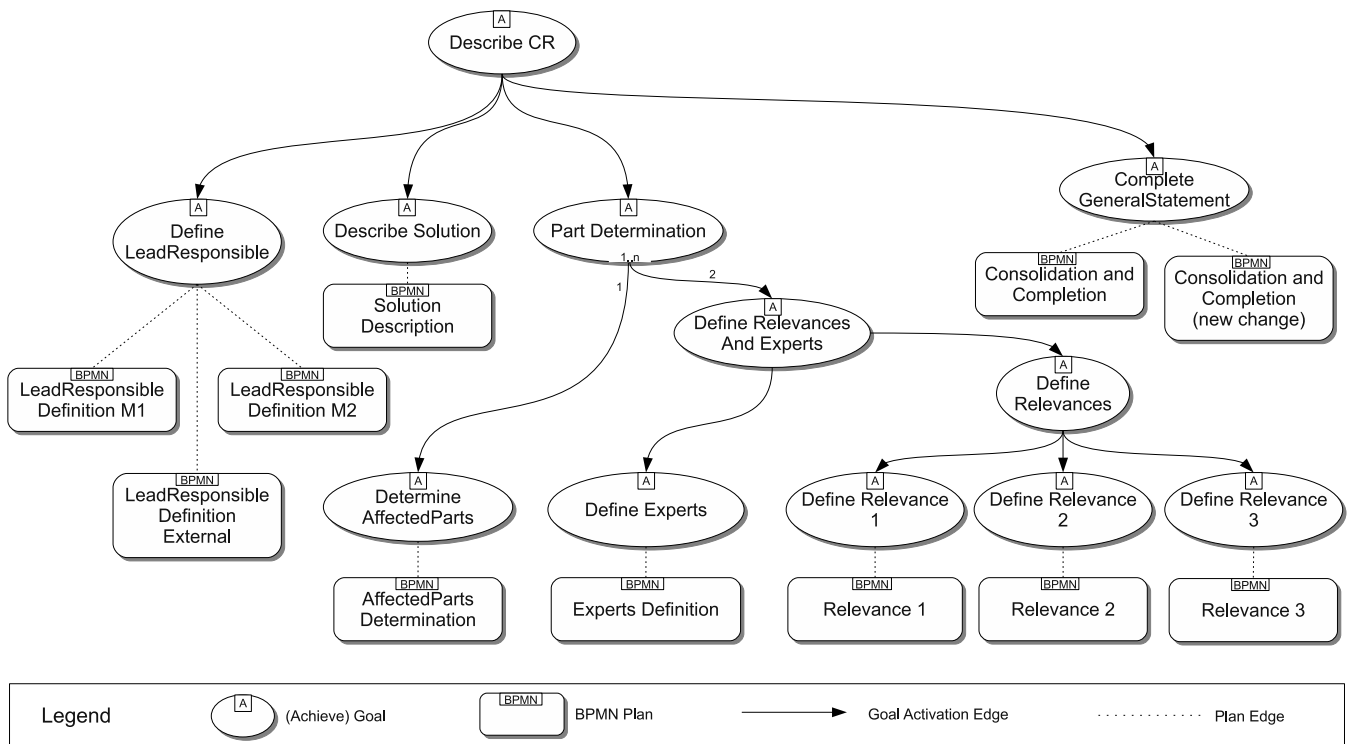 A
Describe CR
A
Define
LeadResponsible
A
Describe Solution
A
Part Determination
1..n
1
2
A
Complete
GeneralStatement
BPMN
Solution
Description
BPMN
Consolidation and
Completion
BPMN
Consolidation and
Completion
(new change)
A
Define Relevances
And Experts
BPMN
LeadResponsible
Definition M1
BPMN
LeadResponsible
Definition M2
A
Define
Relevances
BPMN
LeadResponsible
Definition
External
A
Determine
AffectedParts
A
Define Experts
A
Define Relevance
1
A
Define Relevance
2
A
Define Relevance
3
BPMN
AffectedParts
Determination
BPMN
Experts Definition
BPMN
Relevance 1
BPMN
Relevance 2
BPMN
Relevance 3
Legend
A
(Achieve) Goal
BPMN
BPMN Plan
Goal Activation Edge
Plan Edge